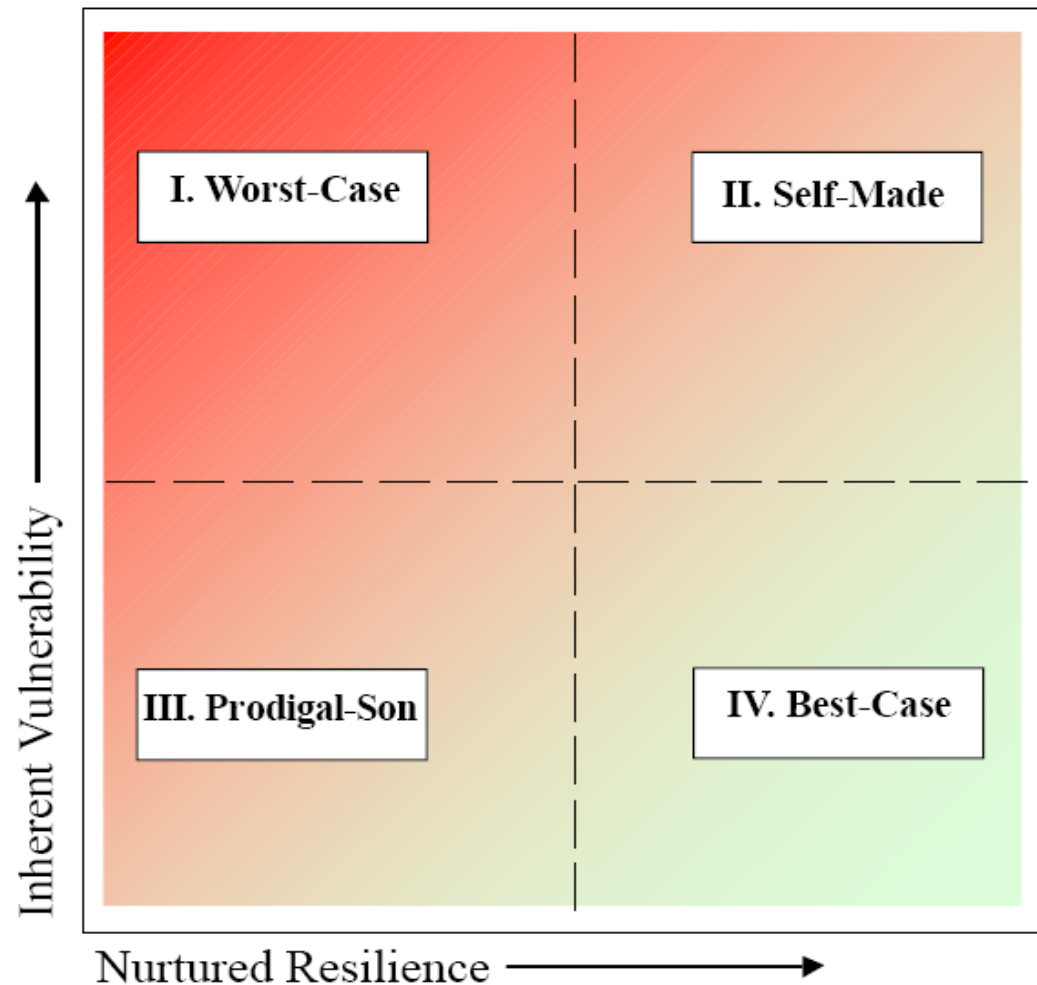 I. Worst-Case
II. Self-Made
III. Prodigal-Son
IV. Best-Case
Inherent Vulnerability
Nurtured Resilience